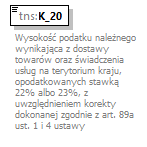 tns:K_20
Wysokość podatku należnego
wynikająca z dostawy
towarów oraz świadczenia
usług na terytorium kraju,
opodatkowanych stawką
22% albo 23%, z
uwzględnieniem korekty
dokonanej zgodnie z art. 89a
ust. 1 i 4 ustawy